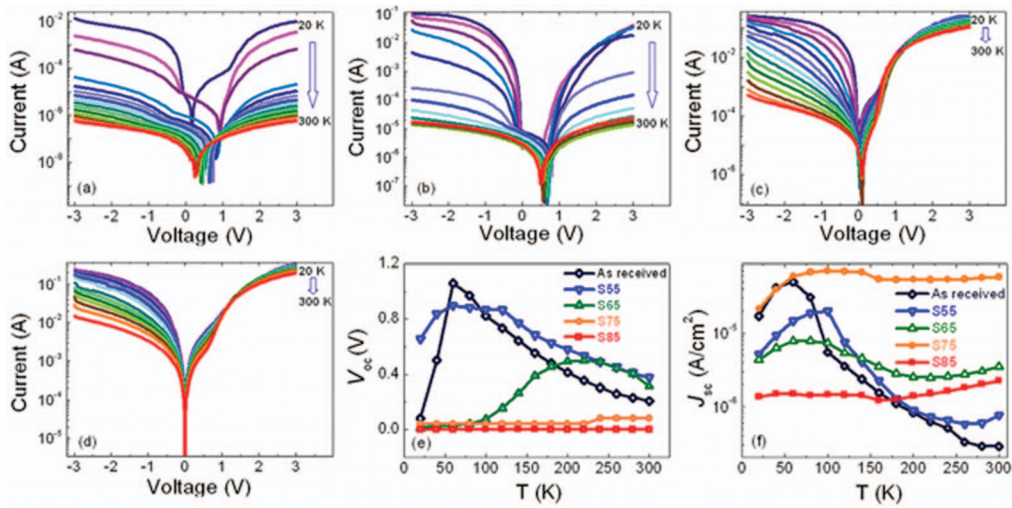 10⁻²
10⁻⁴
10⁻⁶
10⁻⁸
Current (A)
20 K
300 K
(a)
-3 -2 -1 0 1 2 3
Voltage (V)
10⁻¹
10⁻²
10⁻³
10⁻⁴
10⁻⁵
10⁻⁶
10⁻⁷
Current (A)
20 K
300 K
(b)
-3 -2 -1 0 1 2 3
Voltage (V)
10⁻²
10⁻⁴
10⁻⁶
Current (A)
20 K
300 K
(c)
-3 -2 -1 0 1 2 3
Voltage (V)
10⁻¹
10⁻²
10⁻³
10⁻⁴
10⁻⁵
Current (A)
20 K
300 K
(d)
-3 -2 -1 0 1 2 3
Voltage (V)
1.2
0.8
0.4
0.0
Voc (V)
As received
S55
S65
S75
S85
(e)
0 50 100 150 200 250 300
T (K)
10⁻⁵
10⁻⁶
Jsc (A/cm²)
As received
S55
S65
S75
S85
(f)
0 50 100 150 200 250 300
T (K)